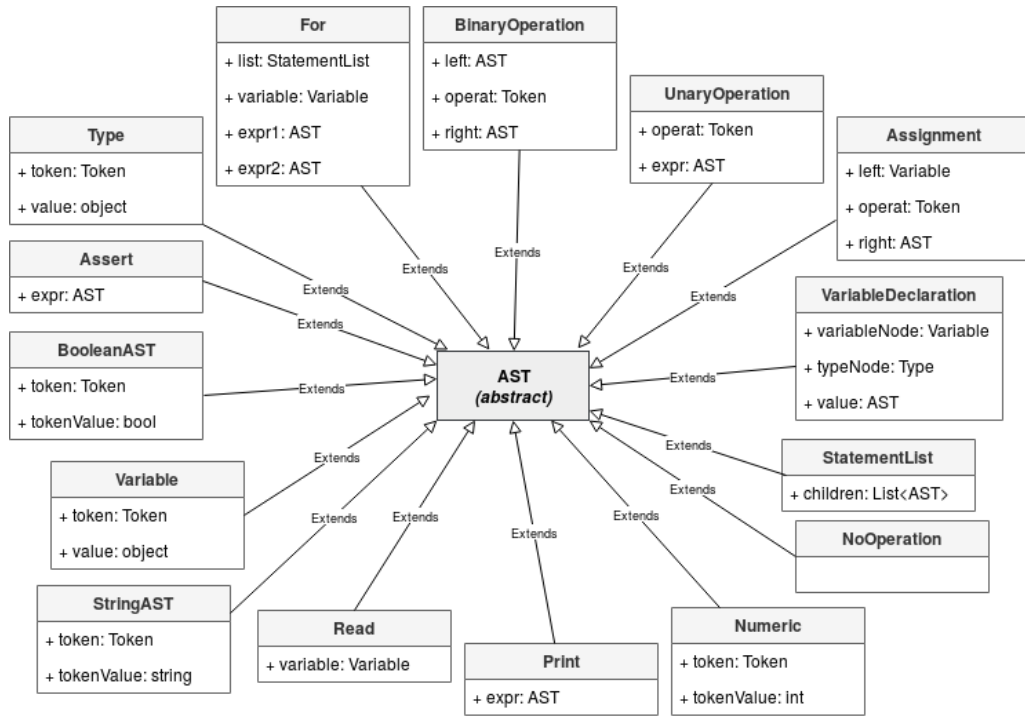 For
+ list: StatementList
+ variable: Variable
+ expr1: AST
+ expr2: AST
BinaryOperation
+ left: AST
+ operat: Token
+ right: AST
UnaryOperation
+ operat: Token
+ expr: AST
Type
+ token: Token
+ value: object
Assignment
+ left: Variable
+ operat: Token
+ right: AST
Assert
+ expr: AST
Extends
Extends
Extends
Extends
Extends
Extends
Extends
VariableDeclaration
+ variableNode: Variable
+ typeNode: Type
+ value: AST
BooleanAST
+ token: Token
+ tokenValue: bool
AST
(abstract)
Extends
Extends
Variable
+ token: Token
+ value: object
Extends
Extends
StatementList
+ children: List<AST>
Extends
Extends
Extends
Extends
Extends
NoOperation
StringAST
+ token: Token
+ tokenValue: string
Read
+ variable: Variable
Print
+ expr: AST
Numeric
+ token: Token
+ tokenValue: int